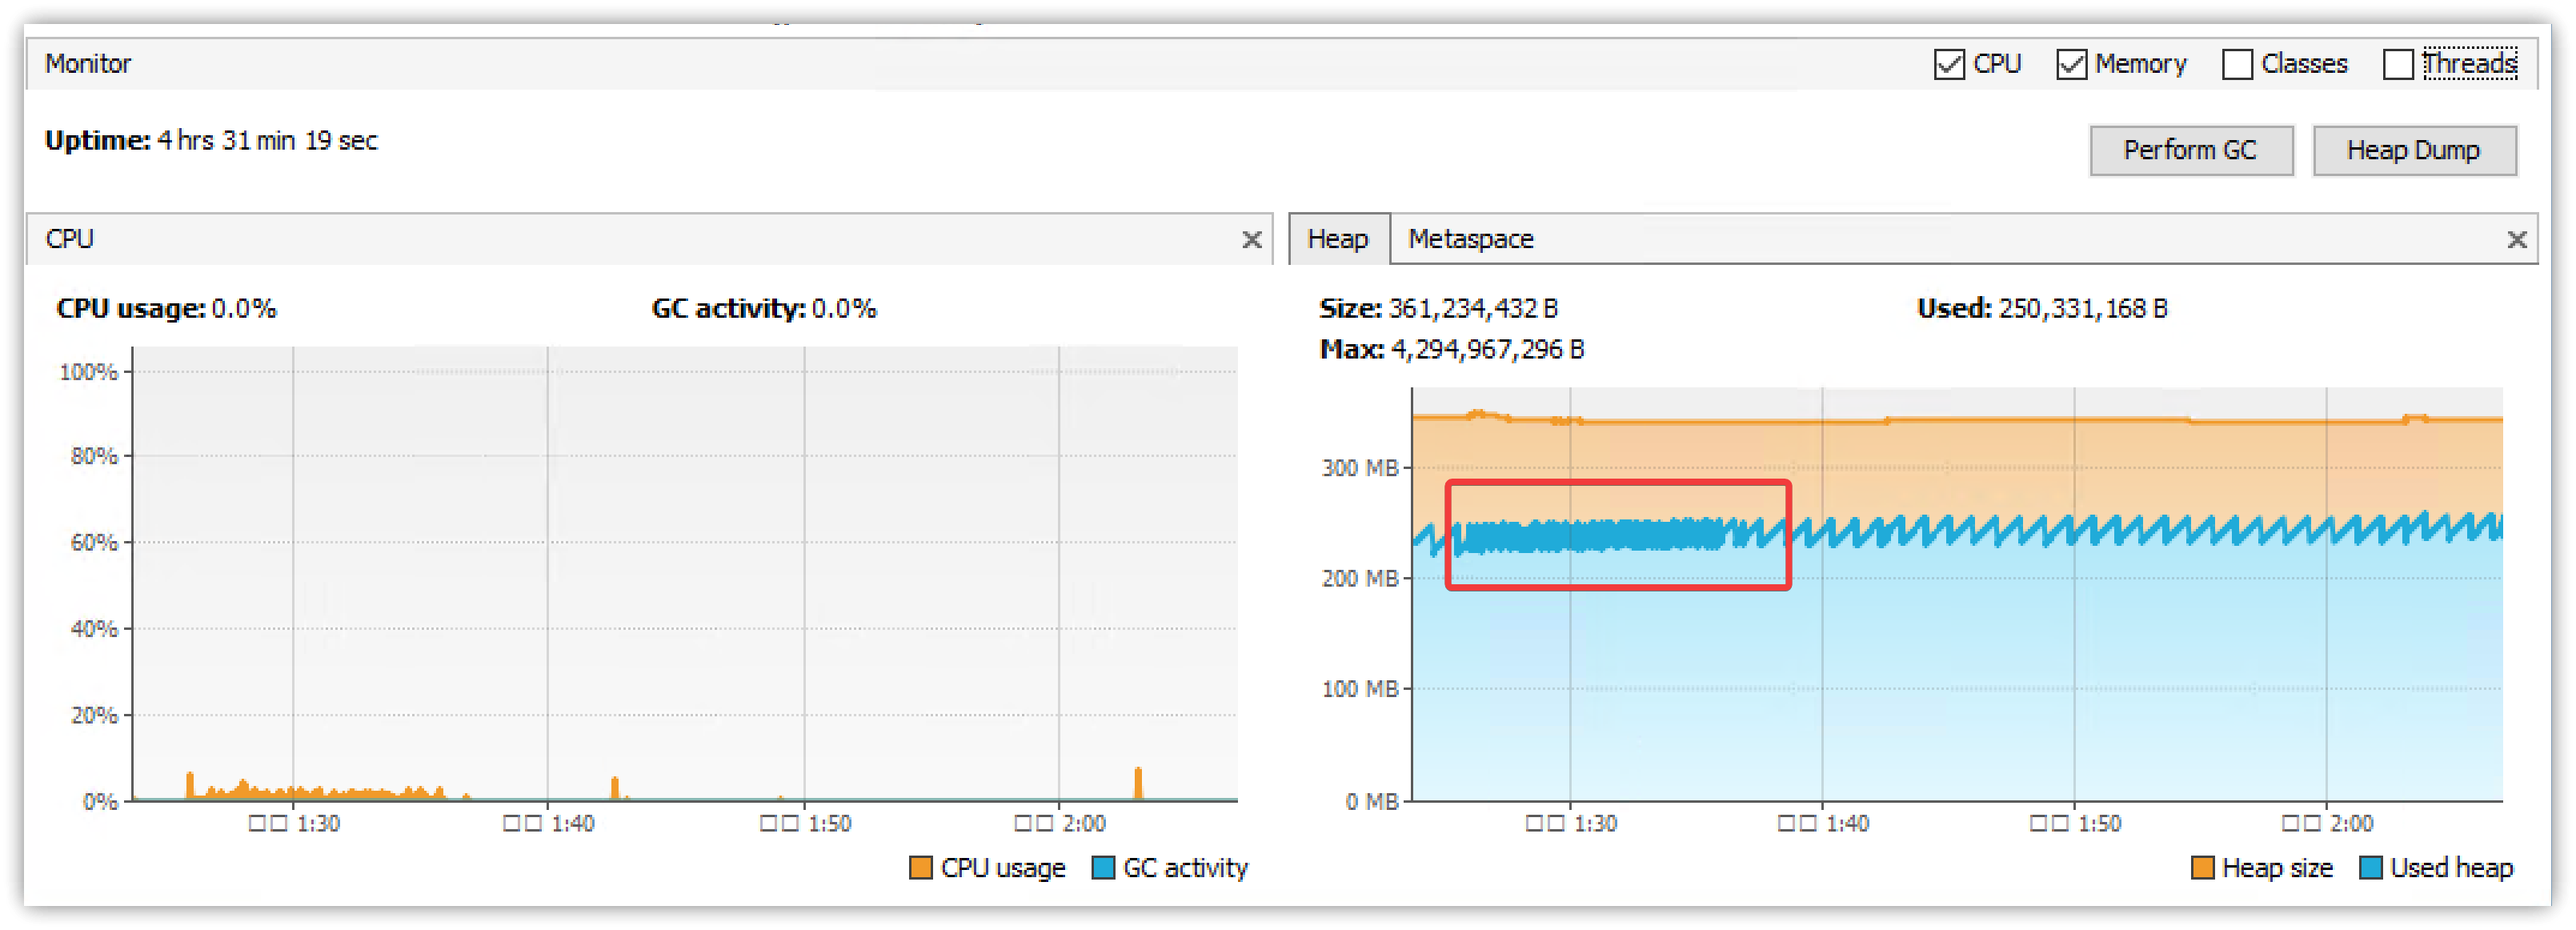 Monitor
CPU Memory Classes Threads
Uptime: 4 hrs 31 min 19 sec
Perform GC Heap Dump
CPU
Heap Metaspace
CPU usage: 0.0% GC activity: 0.0%
Size: 361,234,432 B Used: 250,331,168 B
Max: 4,294,967,296 B
100%
80%
60%
40%
20%
0%
1:30 1:40 1:50 2:00
CPU usage GC activity
300 MB
200 MB
100 MB
0 MB
1:30 1:40 1:50 2:00
Heap size Used heap